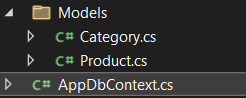 Models
C# Category.cs
C# Product.cs
C# AppDbContext.cs